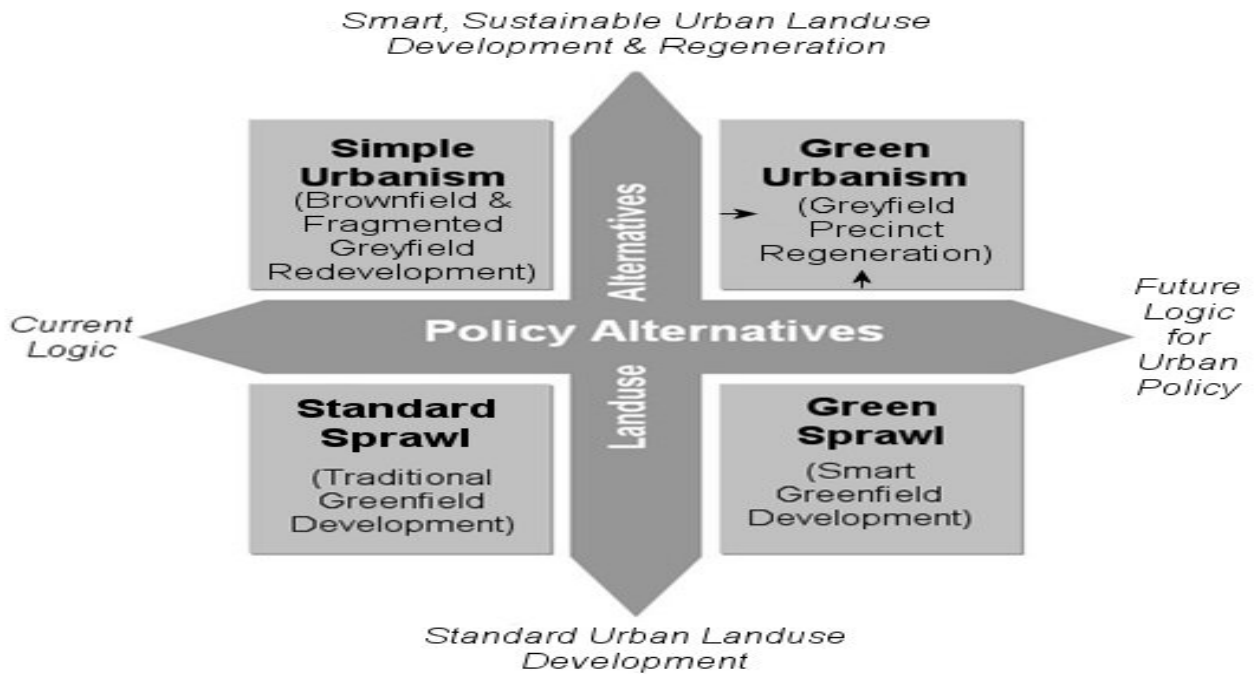 Smart, Sustainable Urban Landuse
Development & Regeneration
Simple
Urbanism
(Brownfield &
Fragmented
Greyfield
Redevelopment)
Green
Urbanism
(Greyfield
Precinct
Regeneration)
Landuse Alternatives
Current
Logic
Policy Alternatives
Future
Logic
for
Urban
Policy
Standard
Sprawl
(Traditional
Greenfield
Development)
Green
Sprawl
(Smart
Greenfield
Development)
Standard Urban Landuse
Development